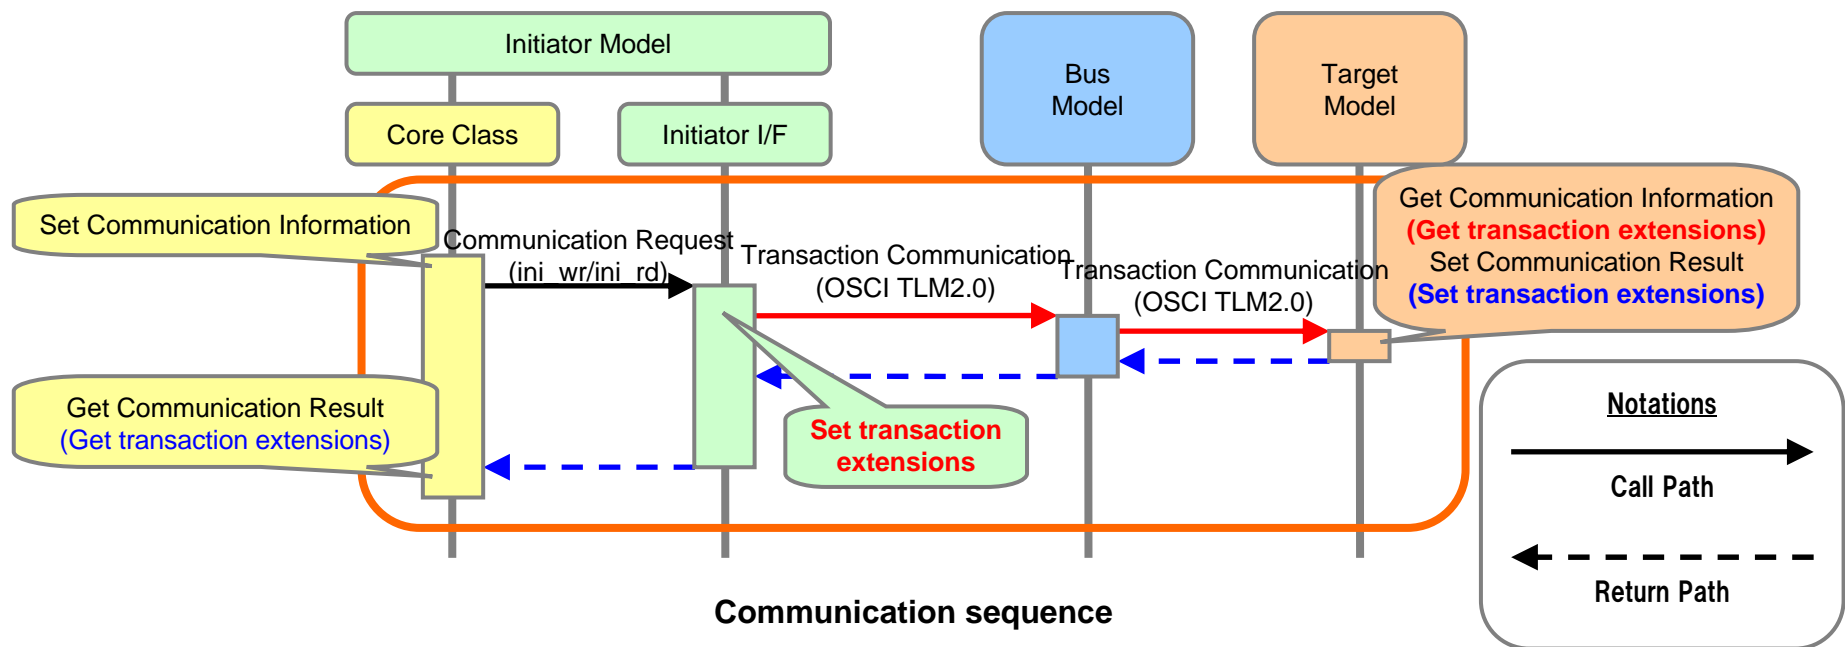 Initiator Model
Bus
Model
Target
Model
Core Class
Initiator I/F
Set Communication Information
Communication Request
(ini_wr/ini_rd)
Transaction Communication
(OSCI TLM2.0)
Transaction Communication
(OSCI TLM2.0)
Get Communication Information
(Get transaction extensions)
Set Communication Result
(Set transaction extensions)
Get Communication Result
(Get transaction extensions)
Set transaction
extensions
Notations
Call Path
Return Path
Communication sequence